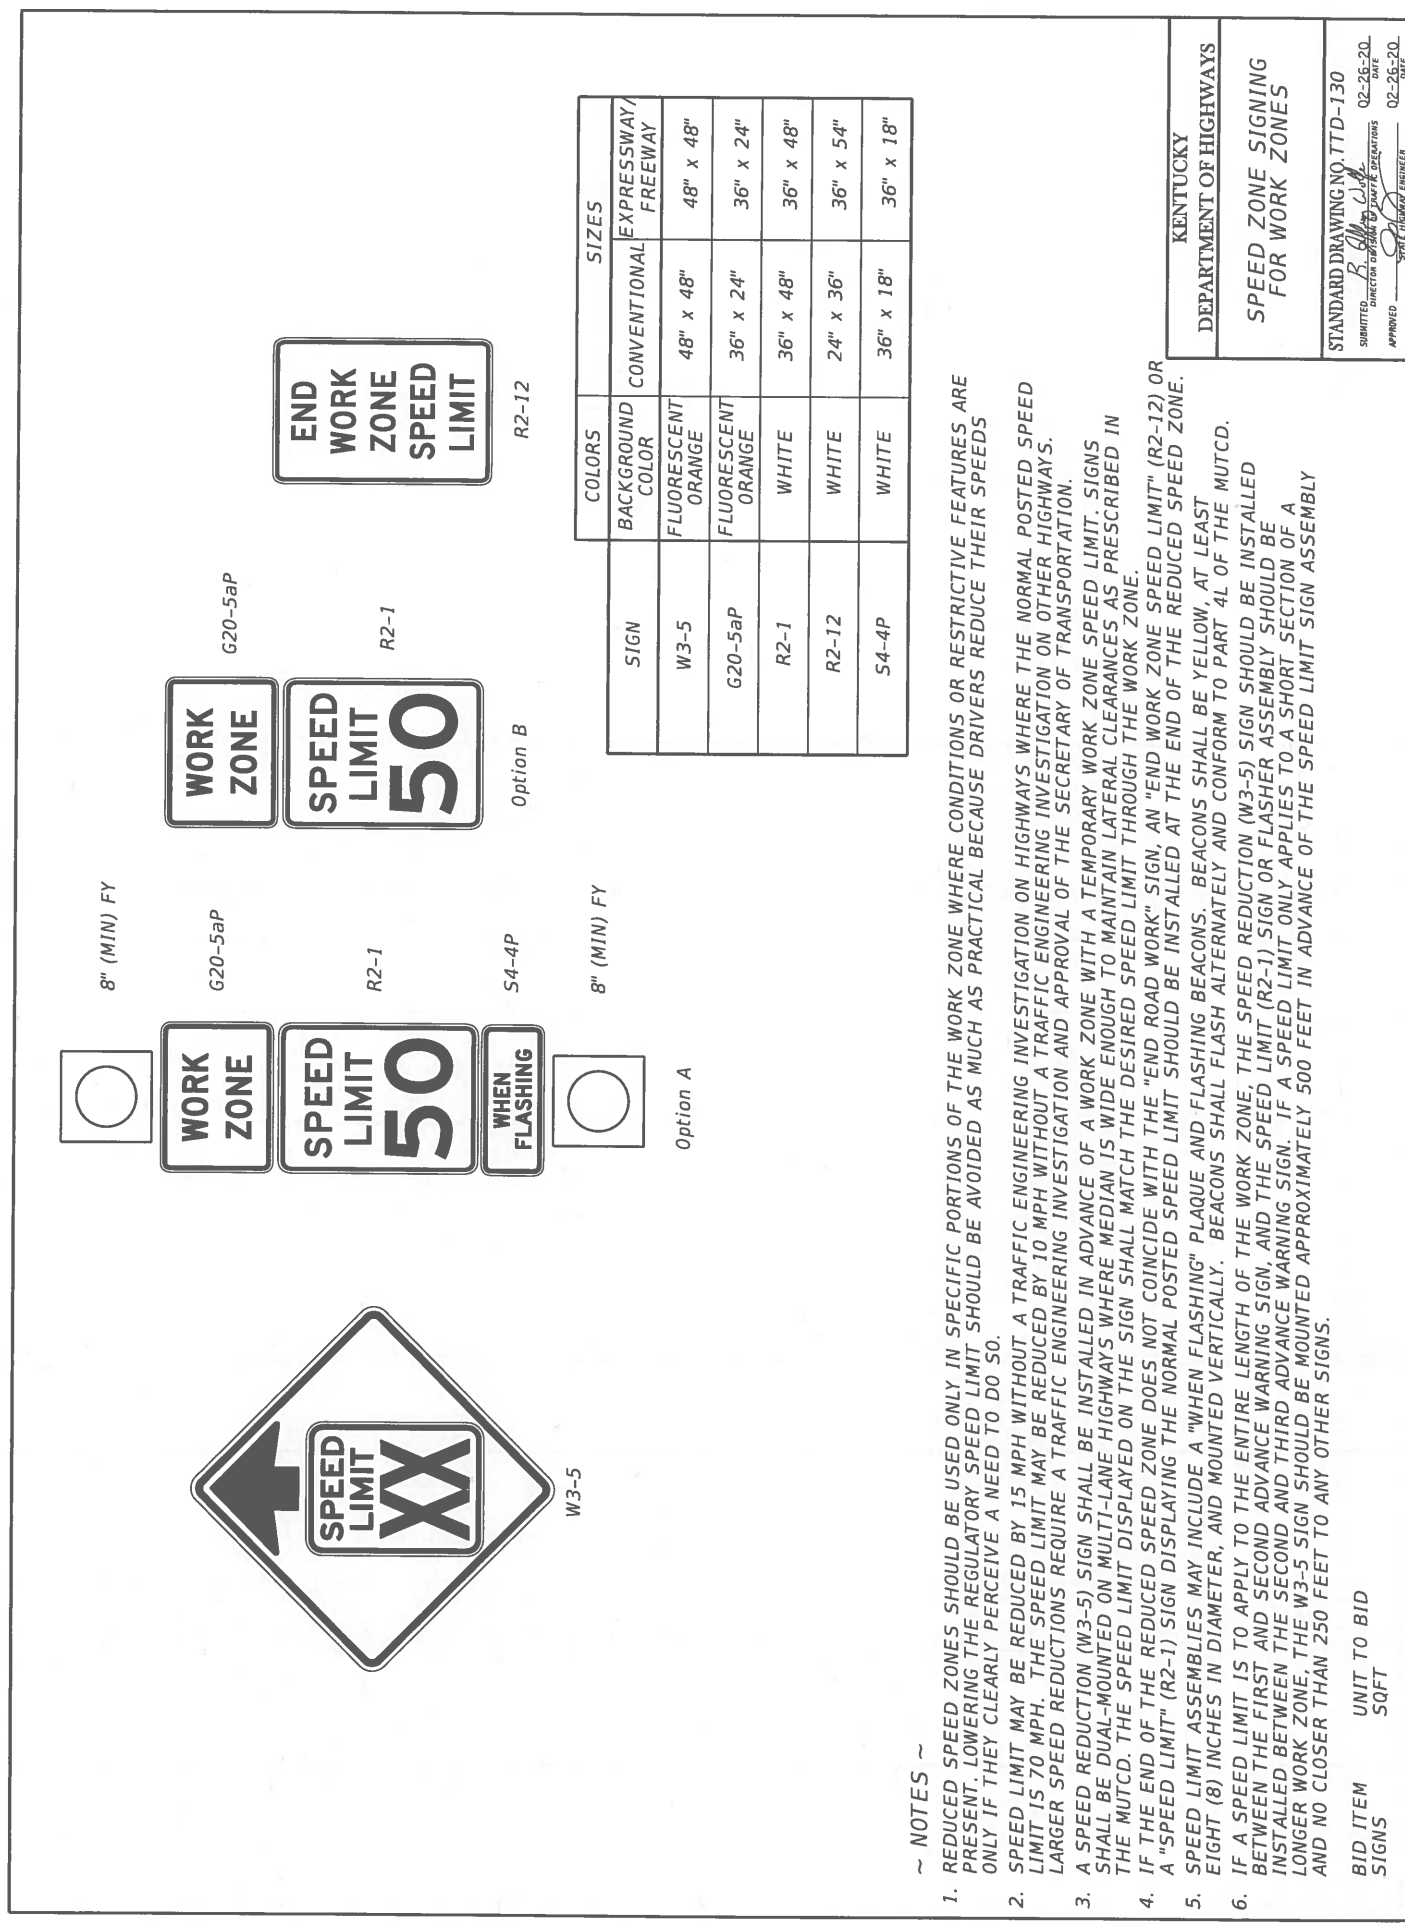 SPEED
LIMIT
XX
W3-5
8" (MIN) FY
WORK
ZONE
G20-5aP
SPEED
LIMIT
50
R2-1
WHEN
FLASHING
S4-4P
8" (MIN) FY
Option A
WORK
ZONE
G20-5aP
SPEED
LIMIT
50
R2-1
Option B
END
WORK
ZONE
SPEED
LIMIT
R2-12
COLORS SIZES
SIGN BACKGROUND COLOR CONVENTIONAL EXPRESSWAY/ FREEWAY
W3-5 FLUORESCENT ORANGE 48" x 48" 48" x 48"
G20-5aP FLUORESCENT ORANGE 36" x 24" 36" x 24"
R2-1 WHITE 36" x 48" 36" x 48"
R2-12 WHITE 24" x 36" 36" x 54"
S4-4P WHITE 36" x 18" 36" x 18"
~ NOTES ~
1. REDUCED SPEED ZONES SHOULD BE USED ONLY IN SPECIFIC PORTIONS OF THE WORK ZONE WHERE CONDITIONS OR RESTRICTIVE FEATURES ARE
PRESENT. LOWERING THE REGULATORY SPEED LIMIT SHOULD BE AVOIDED AS MUCH AS PRACTICAL BECAUSE DRIVERS REDUCE THEIR SPEEDS
ONLY IF THEY CLEARLY PERCEIVE A NEED TO DO SO.
2. SPEED LIMIT MAY BE REDUCED BY 15 MPH WITHOUT A TRAFFIC ENGINEERING INVESTIGATION ON HIGHWAYS WHERE THE NORMAL POSTED SPEED
LIMIT IS 70 MPH. THE SPEED LIMIT MAY BE REDUCED BY 10 MPH WITHOUT A TRAFFIC ENGINEERING INVESTIGATION ON OTHER HIGHWAYS.
LARGER SPEED REDUCTIONS REQUIRE A TRAFFIC ENGINEERING INVESTIGATION AND APPROVAL OF THE SECRETARY OF TRANSPORTATION.
3. A SPEED REDUCTION (W3-5) SIGN SHALL BE INSTALLED IN ADVANCE OF A WORK ZONE WITH A TEMPORARY WORK ZONE SPEED LIMIT. SIGNS
SHALL BE DUAL-MOUNTED ON MULTI-LANE HIGHWAYS WHERE MEDIAN IS WIDE ENOUGH TO MAINTAIN LATERAL CLEARANCES AS PRESCRIBED IN
THE MUTCD. THE SPEED LIMIT DISPLAYED ON THE SIGN SHALL MATCH THE DESIRED SPEED LIMIT THROUGH THE WORK ZONE.
4. IF THE END OF THE REDUCED SPEED ZONE DOES NOT COINCIDE WITH THE "END ROAD WORK" SIGN, AN "END WORK ZONE SPEED LIMIT" (R2-12) OR
A "SPEED LIMIT" (R2-1) SIGN DISPLAYING THE NORMAL POSTED SPEED LIMIT SHOULD BE INSTALLED AT THE END OF THE REDUCED SPEED ZONE.
5. SPEED LIMIT ASSEMBLIES MAY INCLUDE A "WHEN FLASHING" PLAQUE AND FLASHING BEACONS. BEACONS SHALL BE YELLOW, AT LEAST
EIGHT (8) INCHES IN DIAMETER, AND MOUNTED VERTICALLY. BEACONS SHALL FLASH ALTERNATELY AND CONFORM TO PART 4L OF THE MUTCD.
6. IF A SPEED LIMIT IS TO APPLY TO THE ENTIRE LENGTH OF THE WORK ZONE, THE SPEED REDUCTION (W3-5) SIGN SHOULD BE INSTALLED
BETWEEN THE FIRST AND SECOND ADVANCE WARNING SIGN, AND THE SPEED LIMIT (R2-1) SIGN OR FLASHER ASSEMBLY SHOULD BE
INSTALLED BETWEEN THE SECOND AND THIRD ADVANCE WARNING SIGN. IF A SPEED LIMIT ONLY APPLIES TO A SHORT SECTION OF A
LONGER WORK ZONE, THE W3-5 SIGN SHOULD BE MOUNTED APPROXIMATELY 500 FEET IN ADVANCE OF THE SPEED LIMIT SIGN ASSEMBLY
AND NO CLOSER THAN 250 FEET TO ANY OTHER SIGNS.
BID ITEM UNIT TO BID
SIGNS SQFT
KENTUCKY
DEPARTMENT OF HIGHWAYS
SPEED ZONE SIGNING
FOR WORK ZONES
STANDARD DRAWING NO. TTD-130
SUBMITTED 02-26-20
DIRECTOR DIVISION OF TRAFFIC OPERATIONS DATE
APPROVED 02-26-20
STATE HIGHWAY ENGINEER DATE